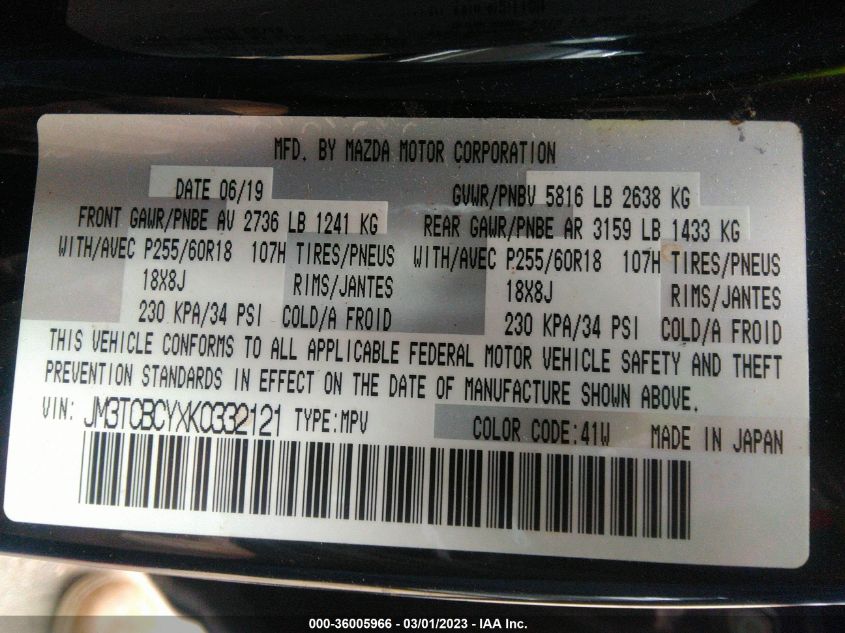 MFD. BY MAZDA MOTOR CORPORATION
DATE 06/19
GVWR/PNBV 5816 LB 2638 KG
FRONT GAWR/PNBE AV 2736 LB 1241 KG
REAR GAWR/PNBE AR 3159 LB 1433 KG
WITH/AVEC P255/60R18 107H TIRES/PNEUS
WITH/AVEC P255/60R18 107H TIRES/PNEUS
18X8J RIMS/JANTES
18X8J RIMS/JANTES
230 KPA/34 PSI COLD/A FROID
230 KPA/34 PSI COLD/A FROID
THIS VEHICLE CONFORMS TO ALL APPLICABLE FEDERAL MOTOR VEHICLE SAFETY AND THEFT
PREVENTION STANDARDS IN EFFECT ON THE DATE OF MANUFACTURE SHOWN ABOVE.
VIN: JM3TCBCYXK0332121 TYPE:MPV COLOR CODE:41W MADE IN JAPAN
000-36005966 - 03/01/2023 - IAA Inc.